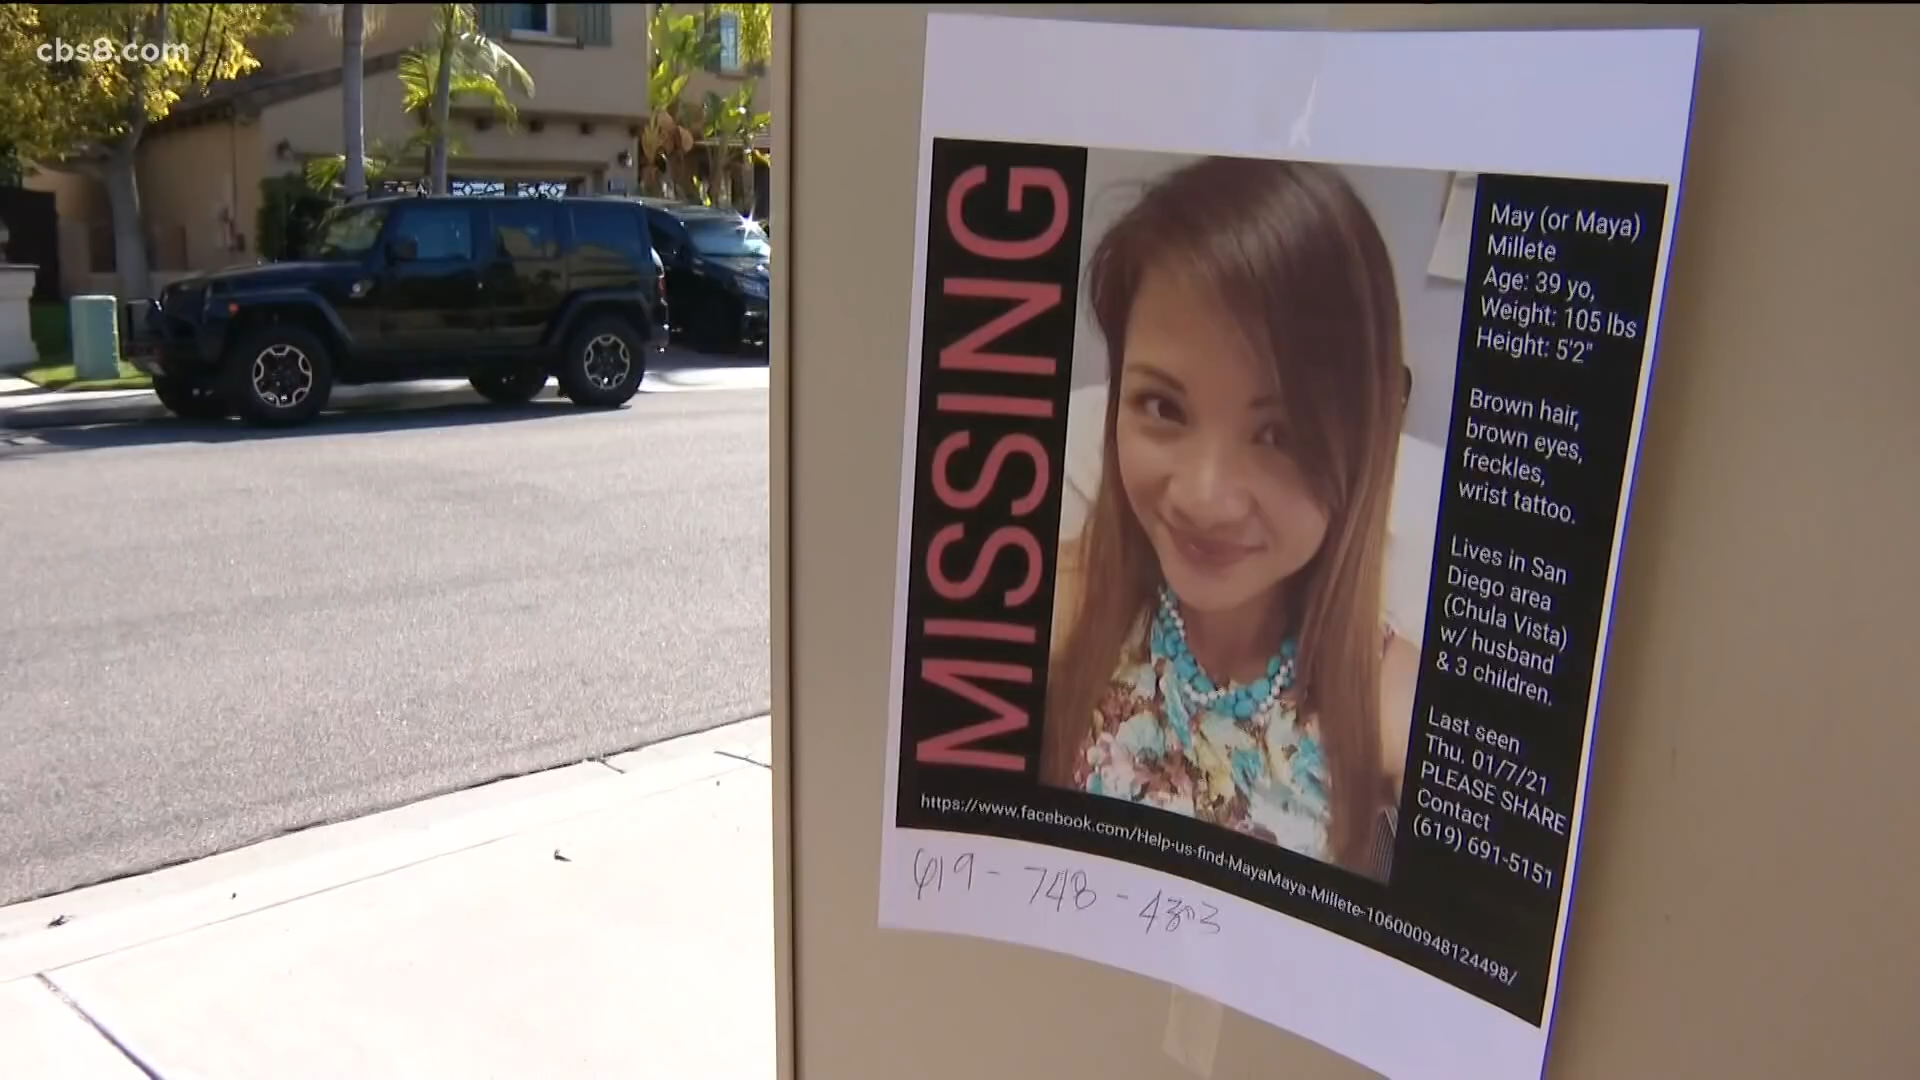 cbs8.com
MISSING
May (or Maya)
Millete
Age: 39 yo,
Weight: 105 lbs
Height: 5'2"
Brown hair,
brown eyes,
freckles,
wrist tattoo.
Lives in San
Diego area
(Chula Vista)
w/ husband
& 3 children.
Last seen
Thu. 01/7/21
PLEASE SHARE
Contact
(619) 691-5151
https://www.facebook.com/Help-us-find-MayaMaya-Millete-106000948124498/
619-748-